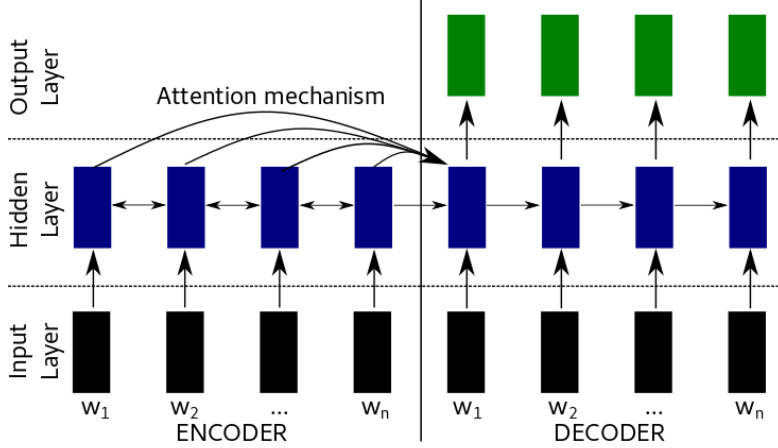 Output Layer
Attention mechanism
Hidden Layer
Input Layer
w₁ w₂ ... wₙ w₁ w₂ ... wₙ
ENCODER DECODER